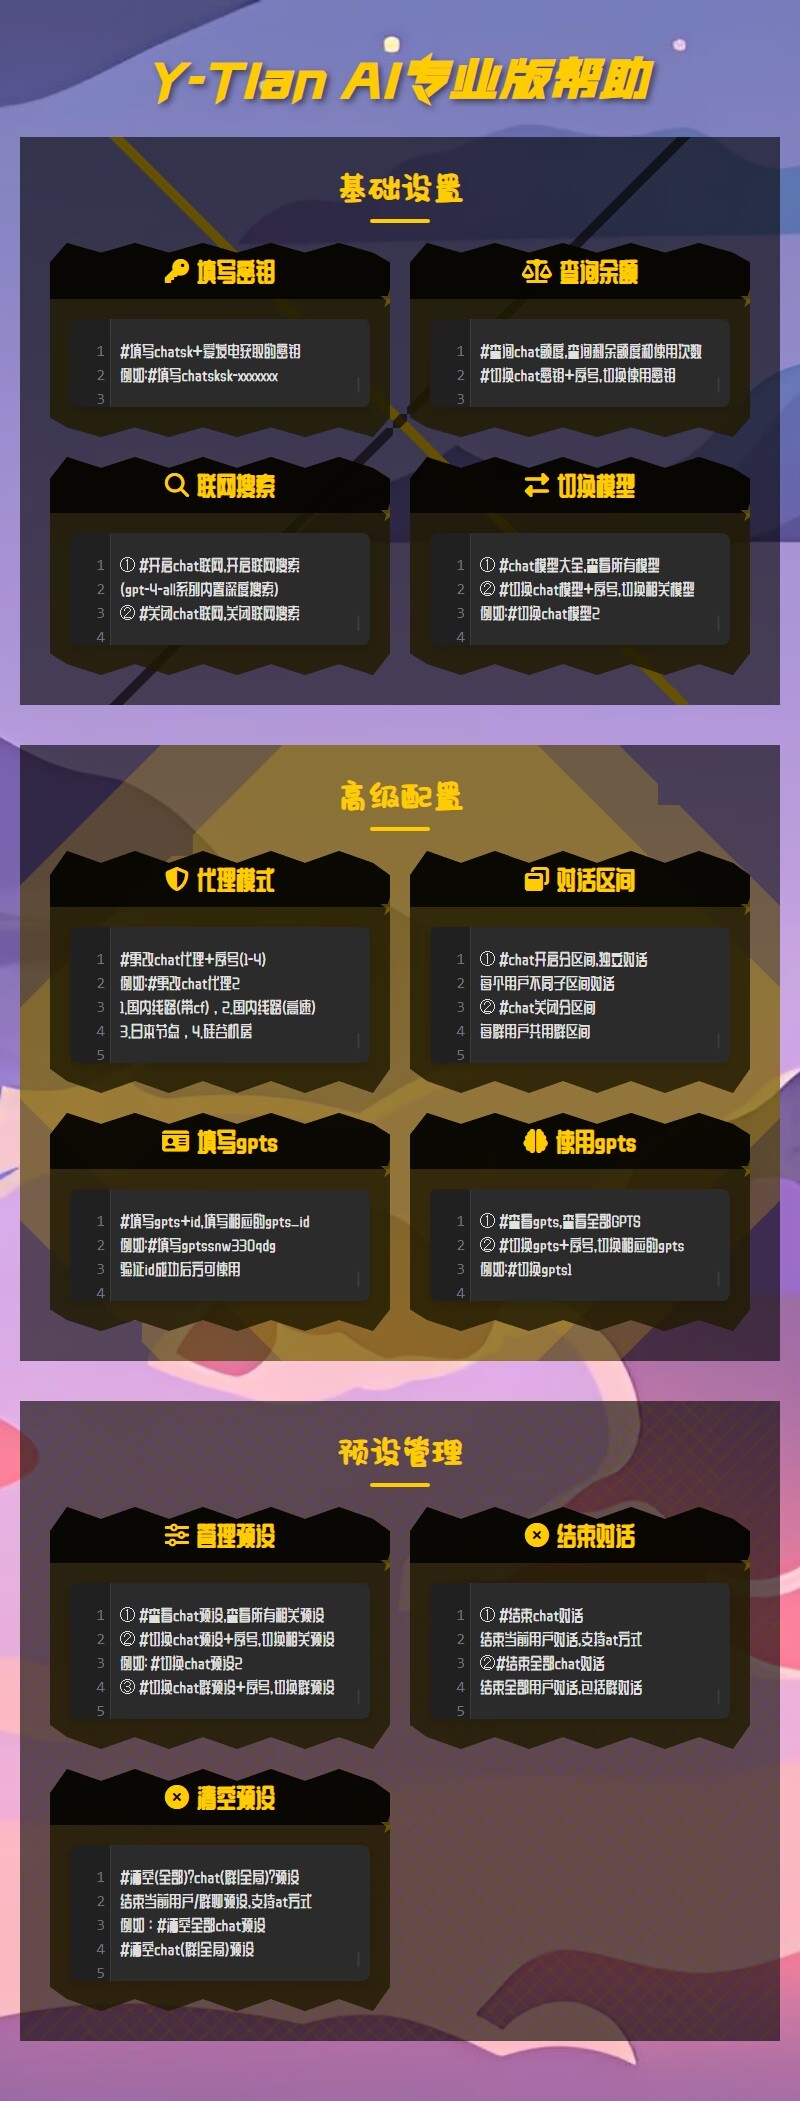 Y-Tian AI专业版帮助
基础设置
填写密钥
1 #填写chatsk+爱发电获取的密钥
2 例如:#填写chatsksk-xxxxxxx
3
查询余额
1 #查询chat额度,查询剩余额度和使用次数
2 #切换chat密钥+序号,切换使用密钥
3
联网搜索
1 ① #开启chat联网,开启联网搜索
2 (gpt-4-all系列内置深度搜索)
3 ② #关闭chat联网,关闭联网搜索
4
切换模型
1 ① #chat模型大全,查看所有模型
2 ② #切换chat模型+序号,切换相关模型
3 例如:#切换chat模型2
4
高级配置
代理模式
1 #更改chat代理+序号(1-4)
2 例如:#更改chat代理2
3 1,国内线路(带cf) , 2,国内线路(高速)
4 3,日本节点 , 4,硅谷机房
5
对话区间
1 ① #chat开启分区间,独立对话
2 每个用户不同子区间对话
3 ② #chat关闭分区间
4 每群用户共用群区间
5
填写gpts
1 #填写gpts+id,填写相应的gpts_id
2 例如:#填写gptssnw330qdg
3 验证id成功后方可使用
4
使用gpts
1 ① #查看gpts,查看全部GPTS
2 ② #切换gpts+序号,切换相应的gpts
3 例如:#切换gpts1
4
预设管理
管理预设
1 ① #查看chat预设,查看所有相关预设
2 ② #切换chat预设+序号,切换相关预设
3 例如: #切换chat预设2
4 ③ #切换chat群预设+序号,切换群预设
5
结束对话
1 ① #结束chat对话
2 结束当前用户对话,支持at方式
3 ②#结束全部chat对话
4 结束全部用户对话,包括群对话
5
清空预设
1 #清空(全部)?chat(群|全局)?预设
2 结束当前用户/群聊预设,支持at方式
3 例如：#清空全部chat预设
4 #清空chat(群|全局)预设
5